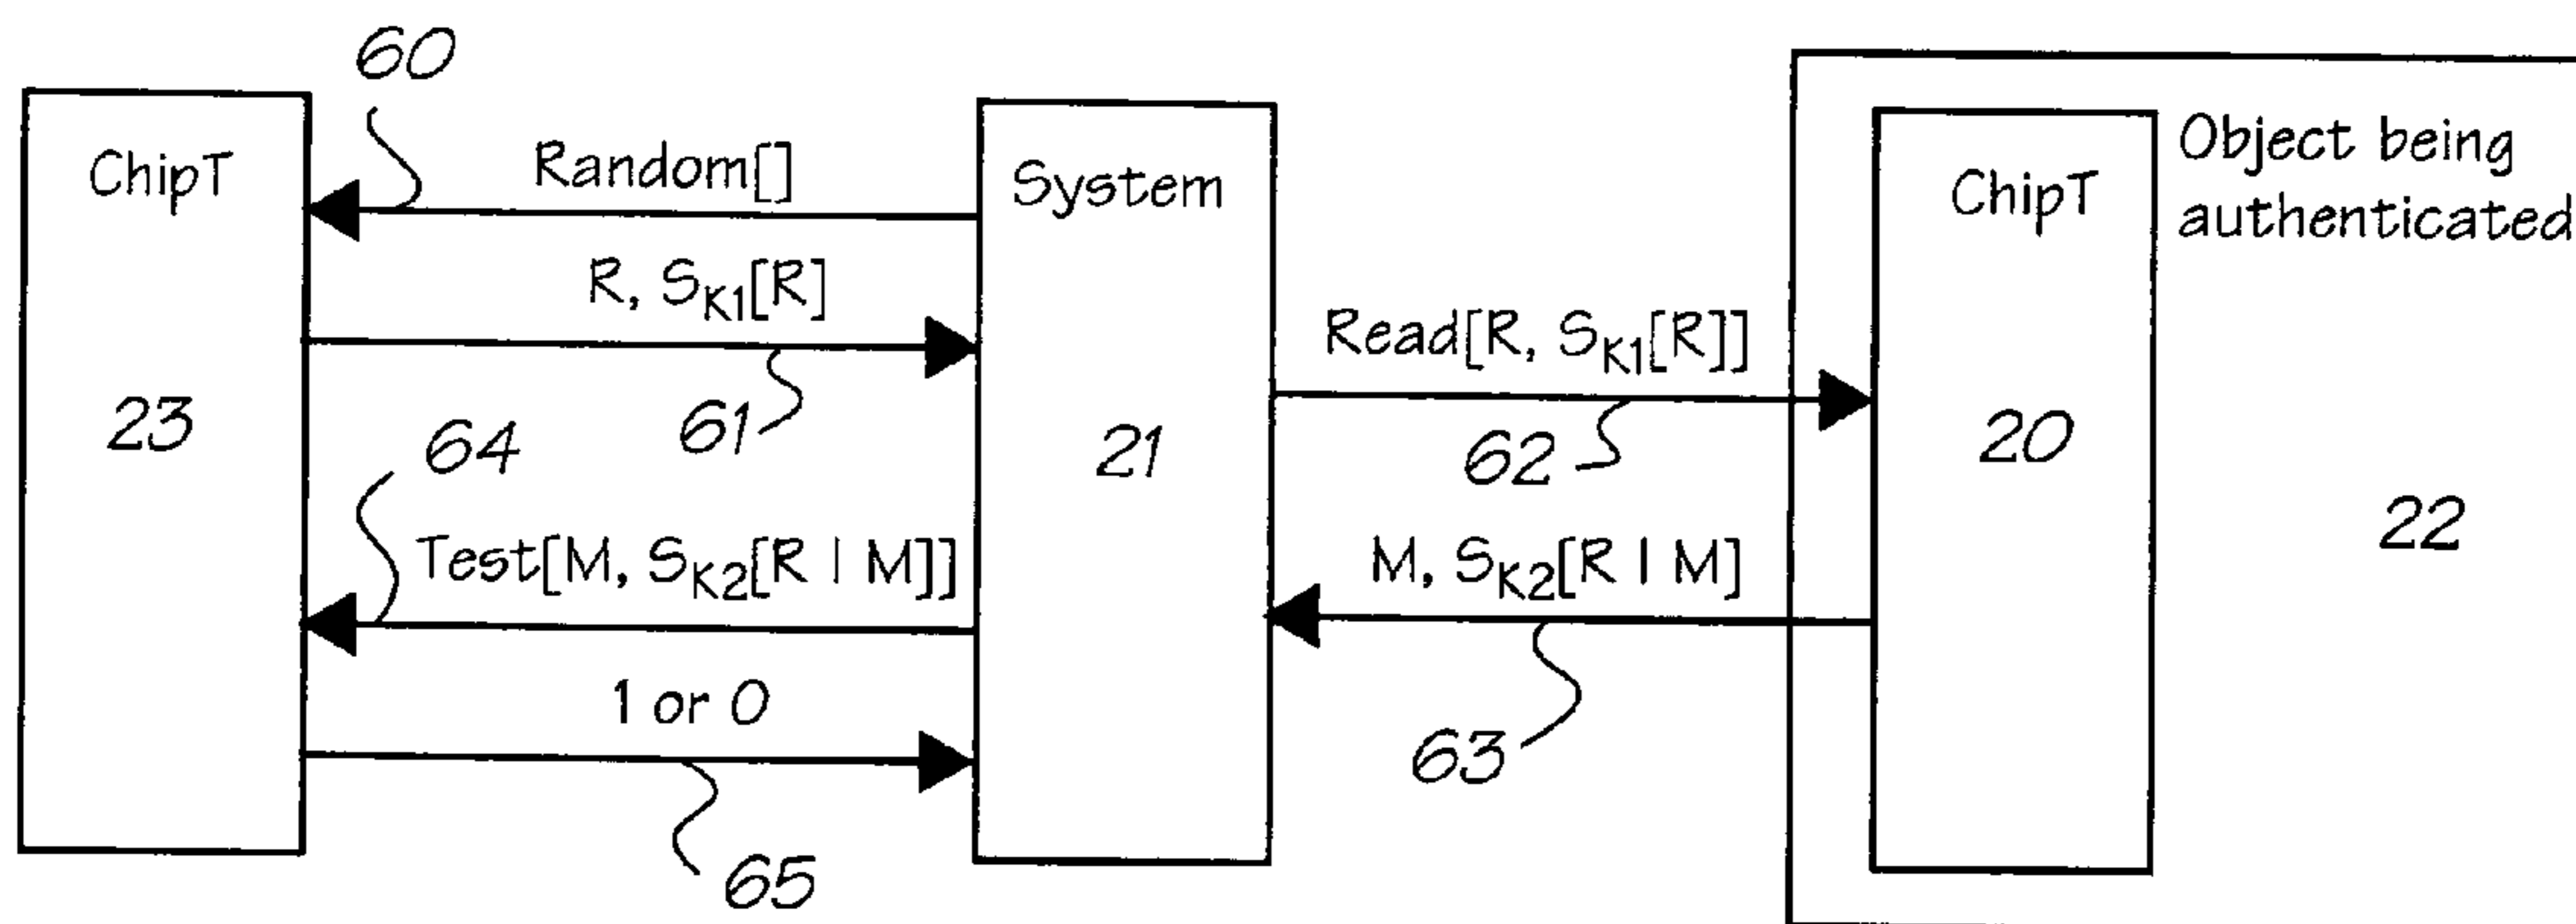 60
ChipT
Random[]
System
ChipT
Object being
authenticated
R, SK1[R]
Read[R, SK1[R]]
23
61
21
62
20
64
22
Test[M, SK2[R | M]]
M, SK2[R | M]
1 or 0
63
65